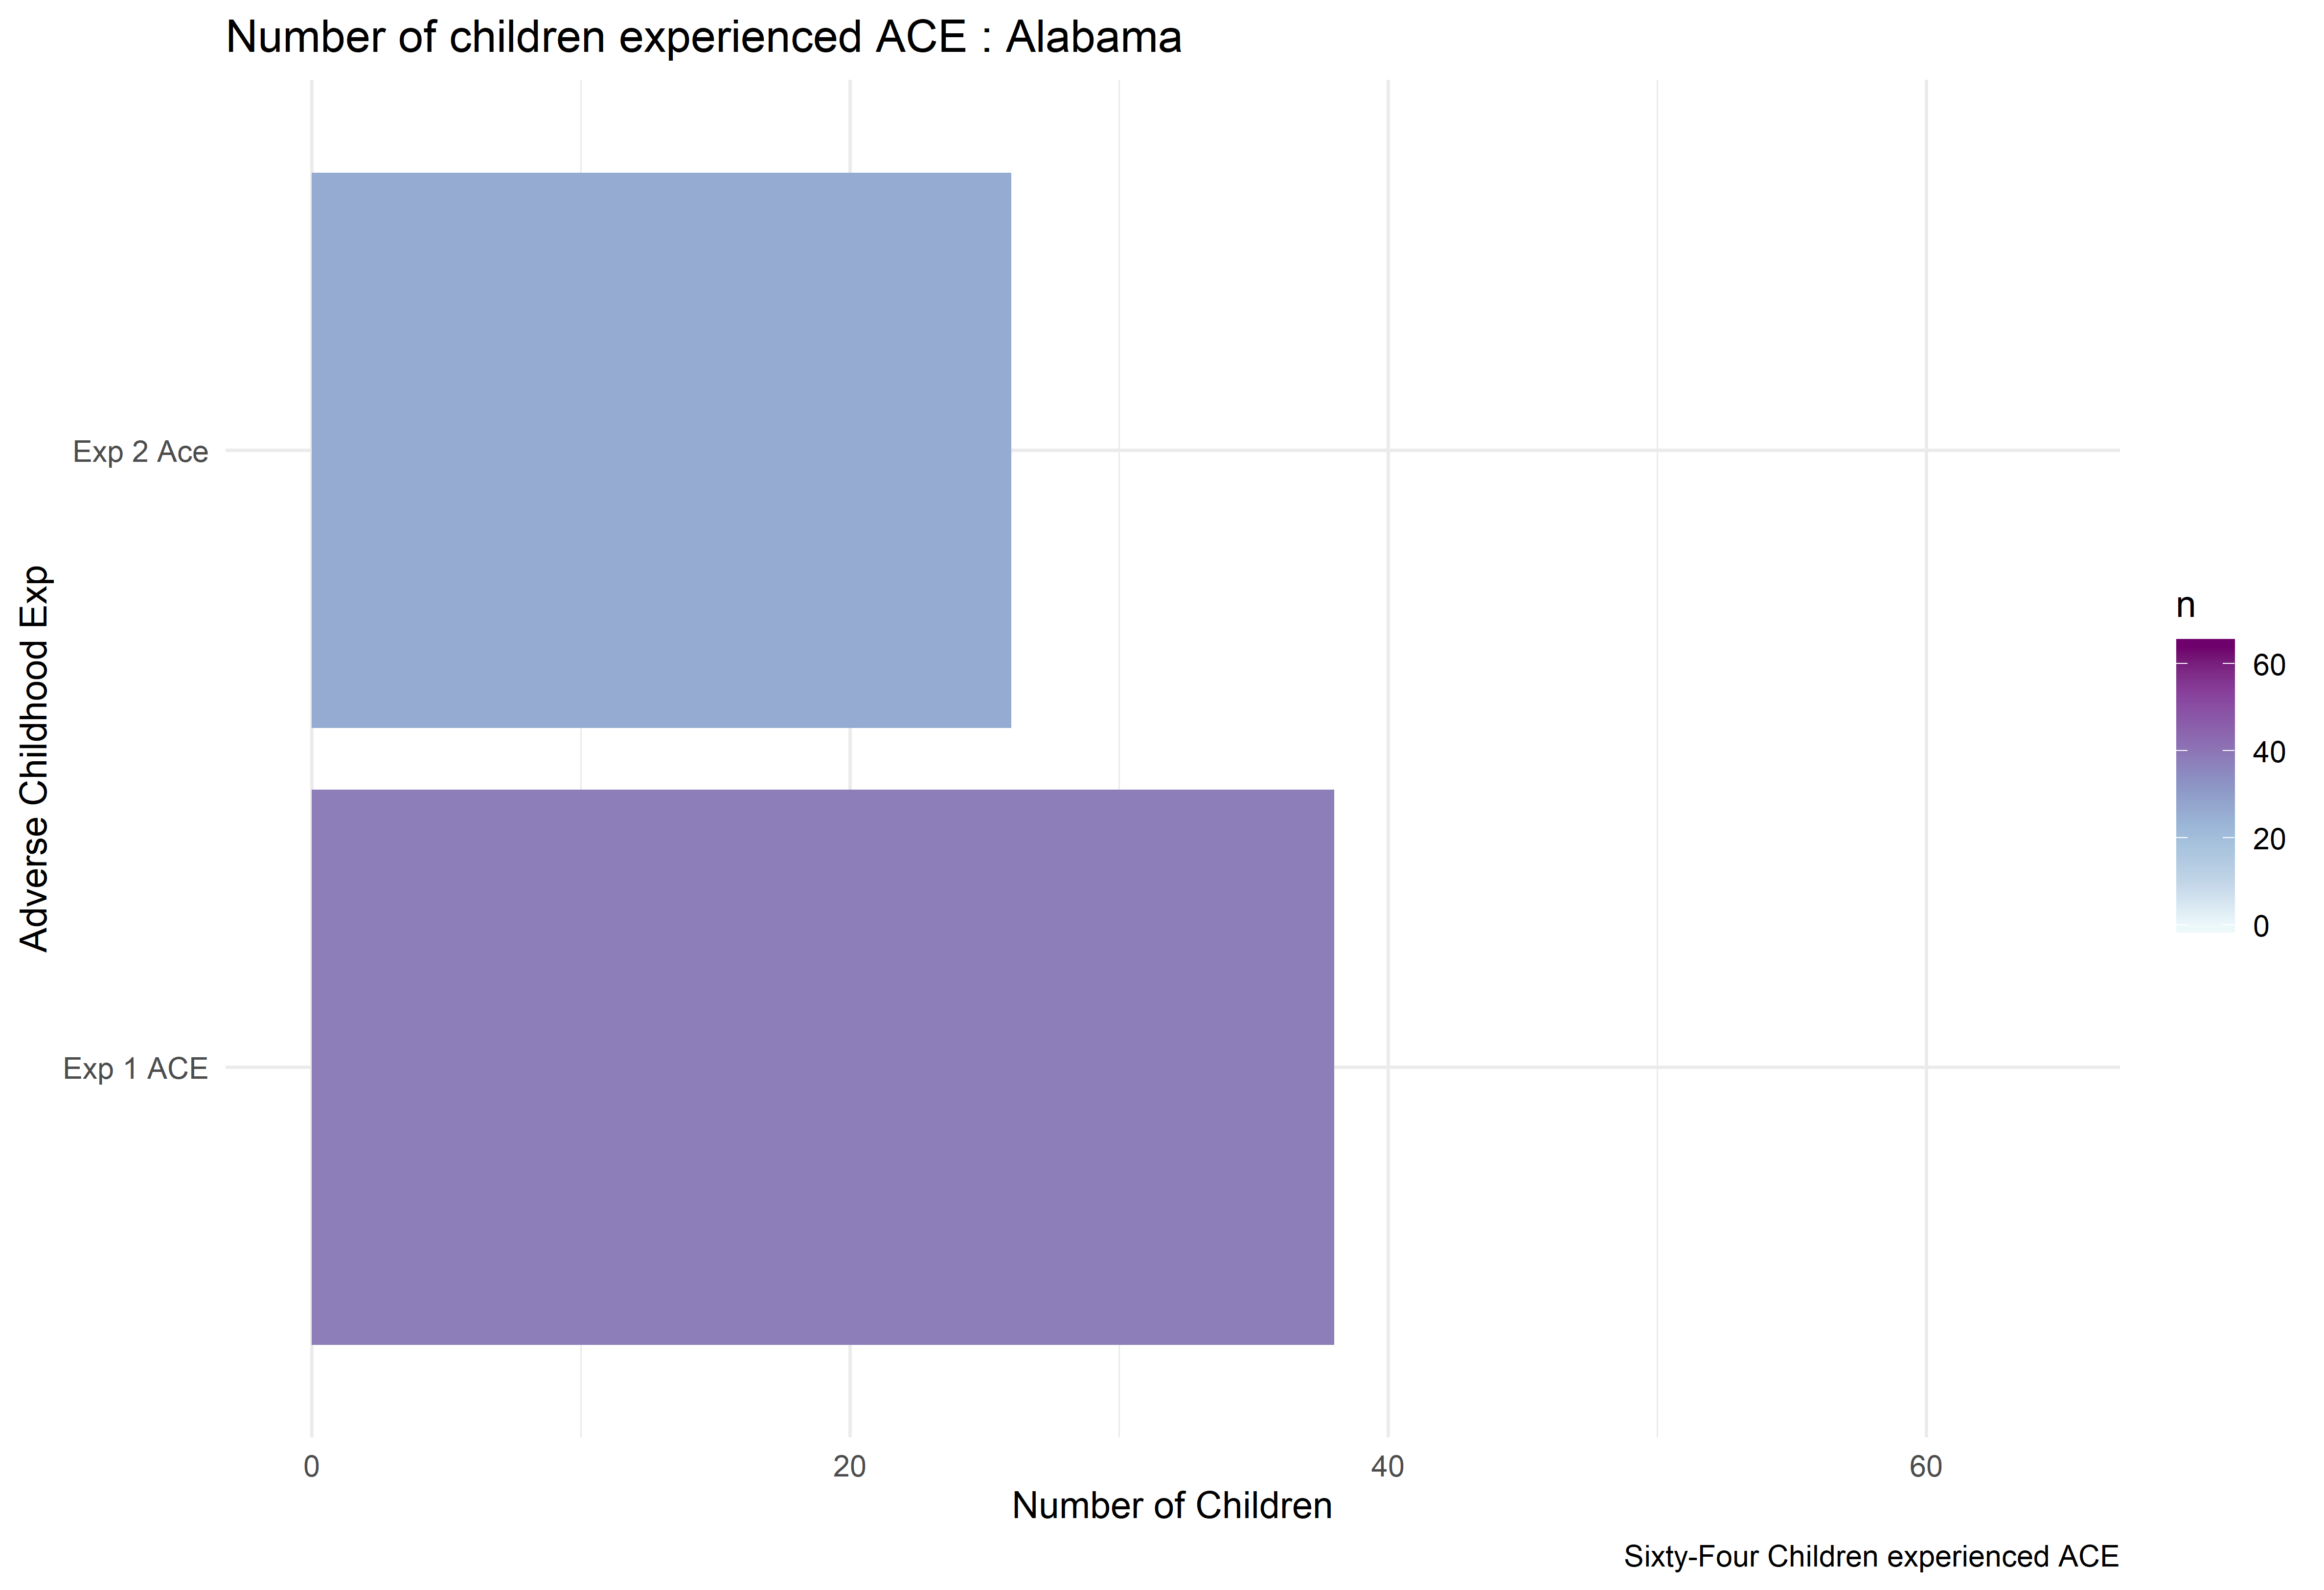 Number of children experienced ACE : Alabama
Adverse Childhood Exp
Exp 2 Ace
Exp 1 ACE
n
60
40
20
0
0
20
40
60
Number of Children
Sixty-Four Children experienced ACE